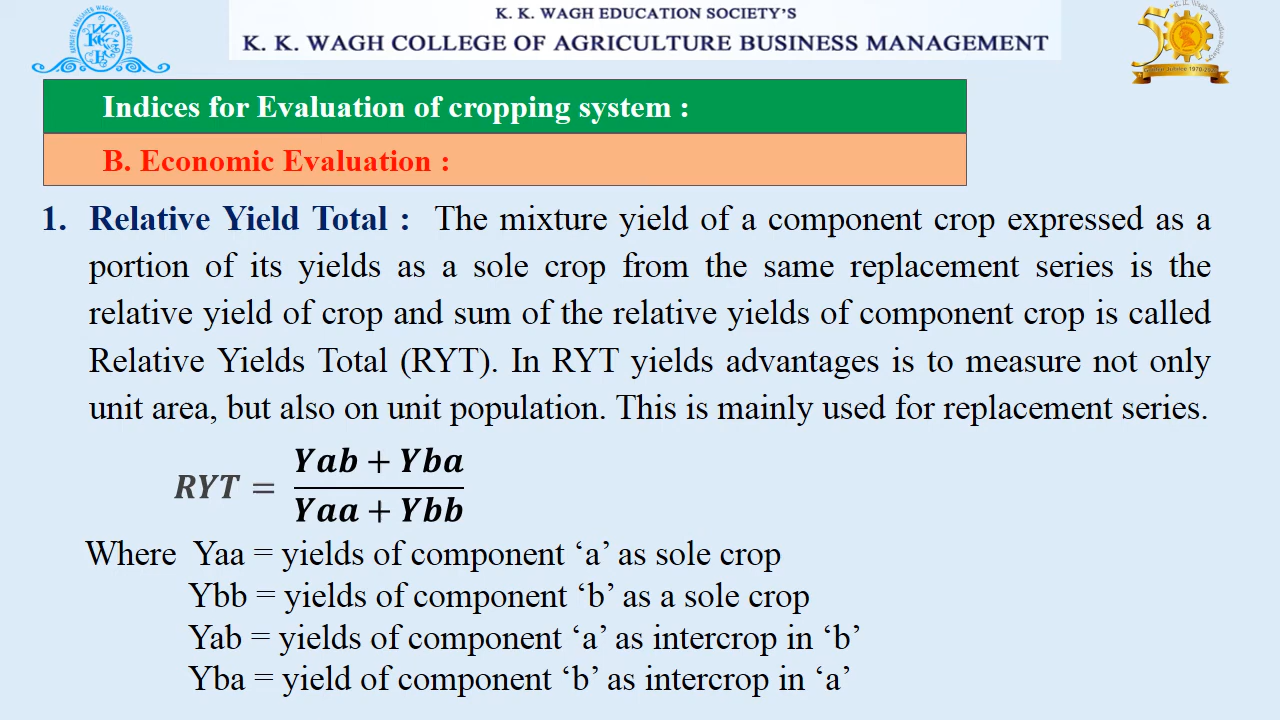 K. K. WAGH EDUCATION SOCIETY'S
K. K. WAGH COLLEGE OF AGRICULTURE BUSINESS MANAGEMENT
Indices for Evaluation of cropping system :
B. Economic Evaluation :
1. Relative Yield Total : The mixture yield of a component crop expressed as a
portion of its yields as a sole crop from the same replacement series is the
relative yield of crop and sum of the relative yields of component crop is called
Relative Yields Total (RYT). In RYT yields advantages is to measure not only
unit area, but also on unit population. This is mainly used for replacement series.
RYT = (Yab + Yba) / (Yaa + Ybb)
Where Yaa = yields of component ‘a’ as sole crop
Ybb = yields of component ‘b’ as a sole crop
Yab = yields of component ‘a’ as intercrop in ‘b’
Yba = yield of component ‘b’ as intercrop in ‘a’